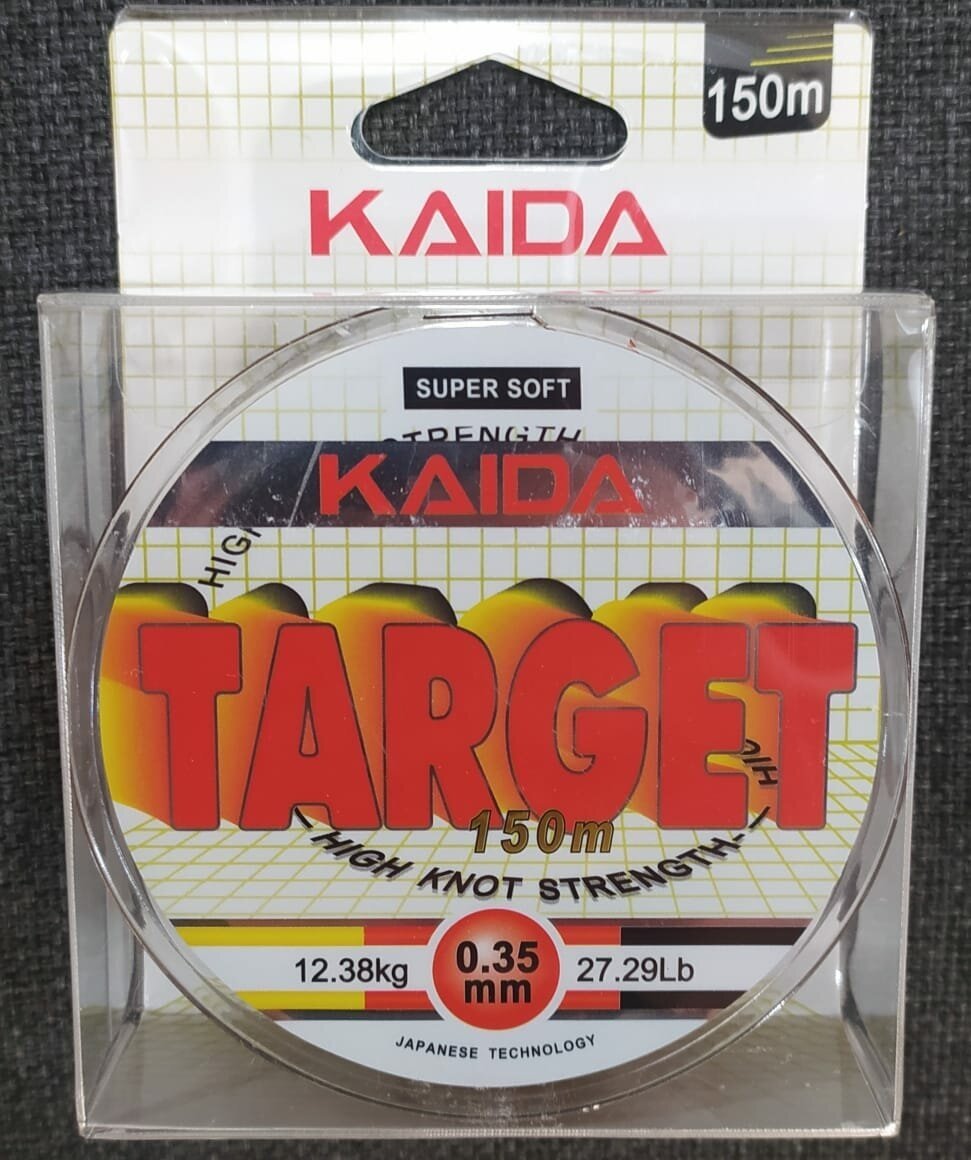 150m
KAIDA
SUPER SOFT
STRENGTH
KAIDA
HIGH
TARGET
150m
HIGH KNOT STRENGTH
12.38kg
0.35
mm
27.29Lb
JAPANESE TECHNOLOGY